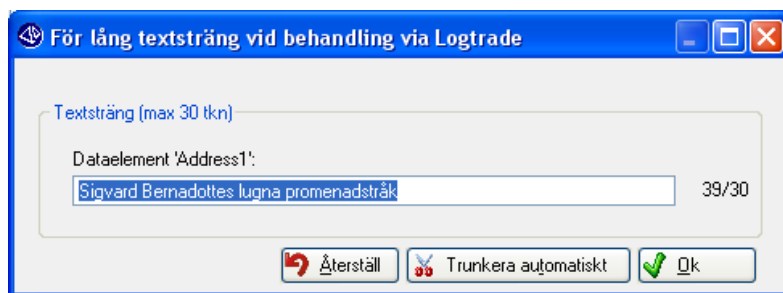 För lång textsträng vid behandling via Logtrade
Textsträng (max 30 tkn)
Dataelement 'Address1':
Sigvard Bernadottes lugna promenadstråk 39/30
Återställ Trunkera automatiskt Ok